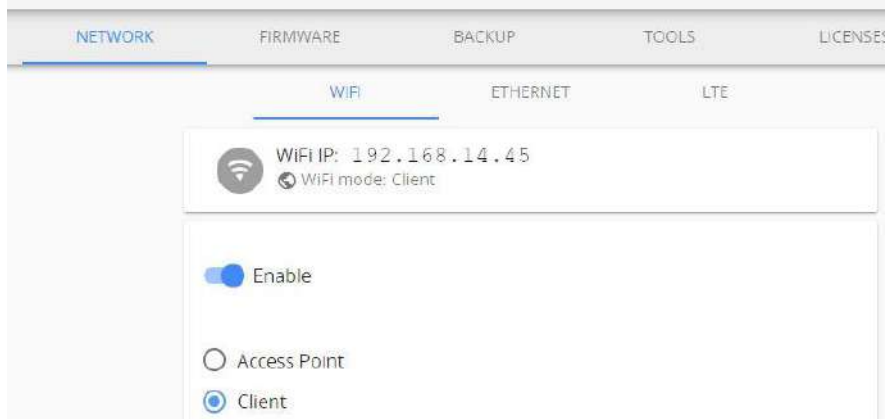 NETWORK FIRMWARE BACKUP TOOLS LICENSES
WIFI ETHERNET LTE
WiFi IP: 192.168.14.45
WiFi mode: Client
Enable
Access Point
Client